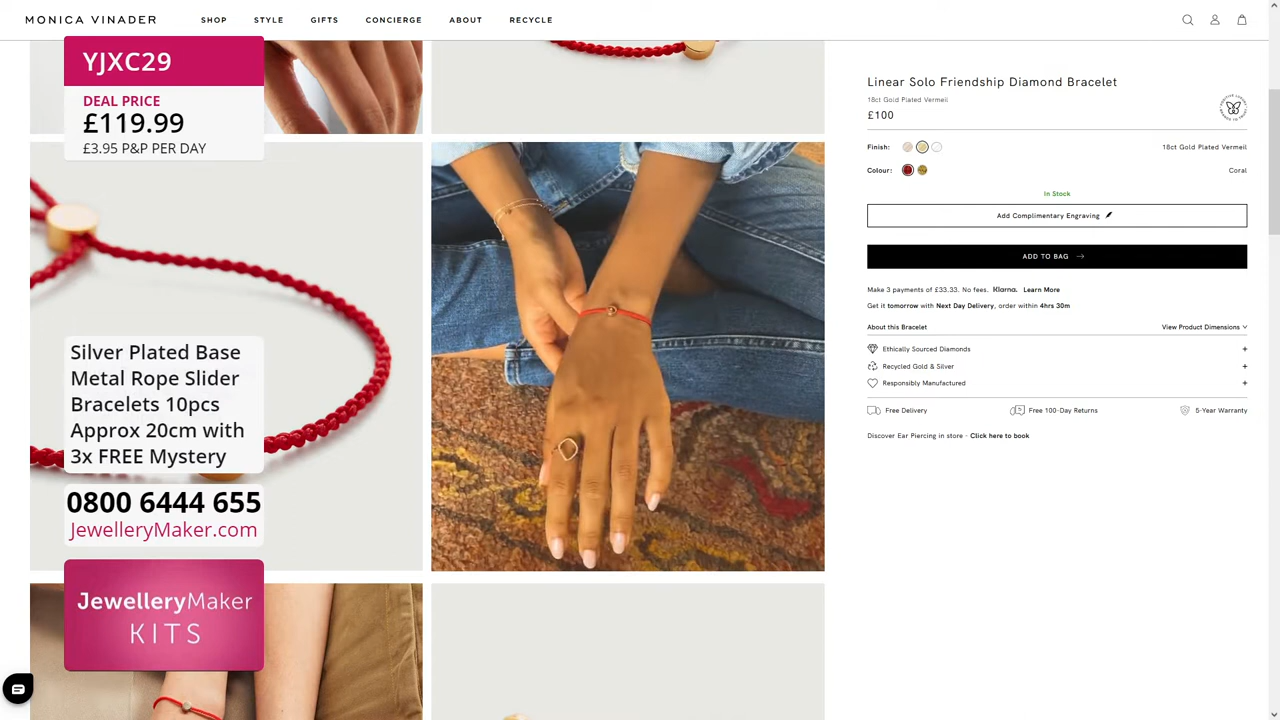 MONICA VINADER
SHOP
STYLE
GIFTS
CONCIERGE
ABOUT
RECYCLE
YJXC29
DEAL PRICE
£119.99
£3.95 P&P PER DAY
Silver Plated Base
Metal Rope Slider
Bracelets 10pcs
Approx 20cm with
3x FREE Mystery
0800 6444 655
JewelleryMaker.com
JewelleryMaker
KITS
Linear Solo Friendship Diamond Bracelet
18ct Gold Plated Vermeil
£100
Finish:
18ct Gold Plated Vermeil
Colour:
Coral
In Stock
Add Complimentary Engraving
ADD TO BAG
Make 3 payments of £33.33. No fees. Klarna. Learn More
Get it tomorrow with Next Day Delivery, order within 4hrs 30m
About this Bracelet
View Product Dimensions
Ethically Sourced Diamonds +
Recycled Gold & Silver +
Responsibly Manufactured +
Free Delivery
Free 100-Day Returns
5-Year Warranty
Discover Ear Piercing in store - Click here to book